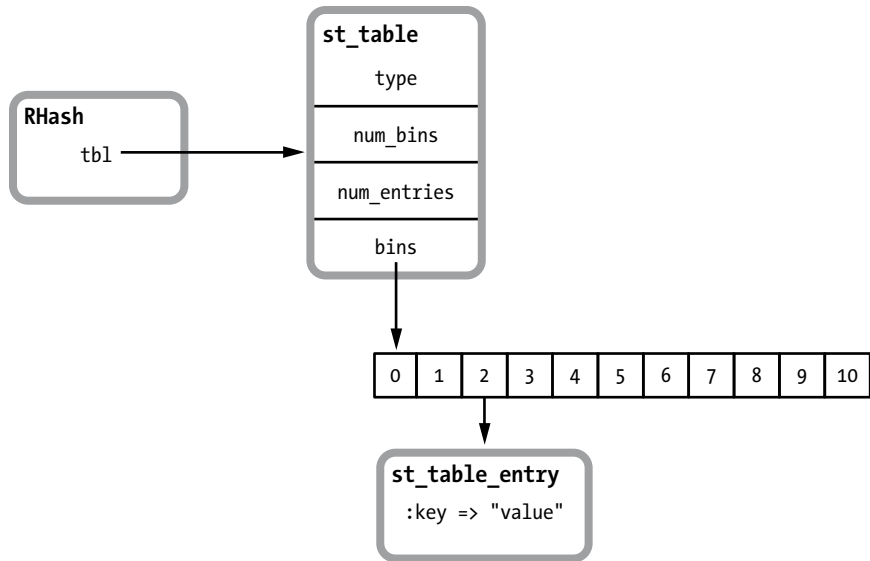 RHash
tbl
st_table
type
num_bins
num_entries
bins
0 1 2 3 4 5 6 7 8 9 10
st_table_entry
:key => "value"